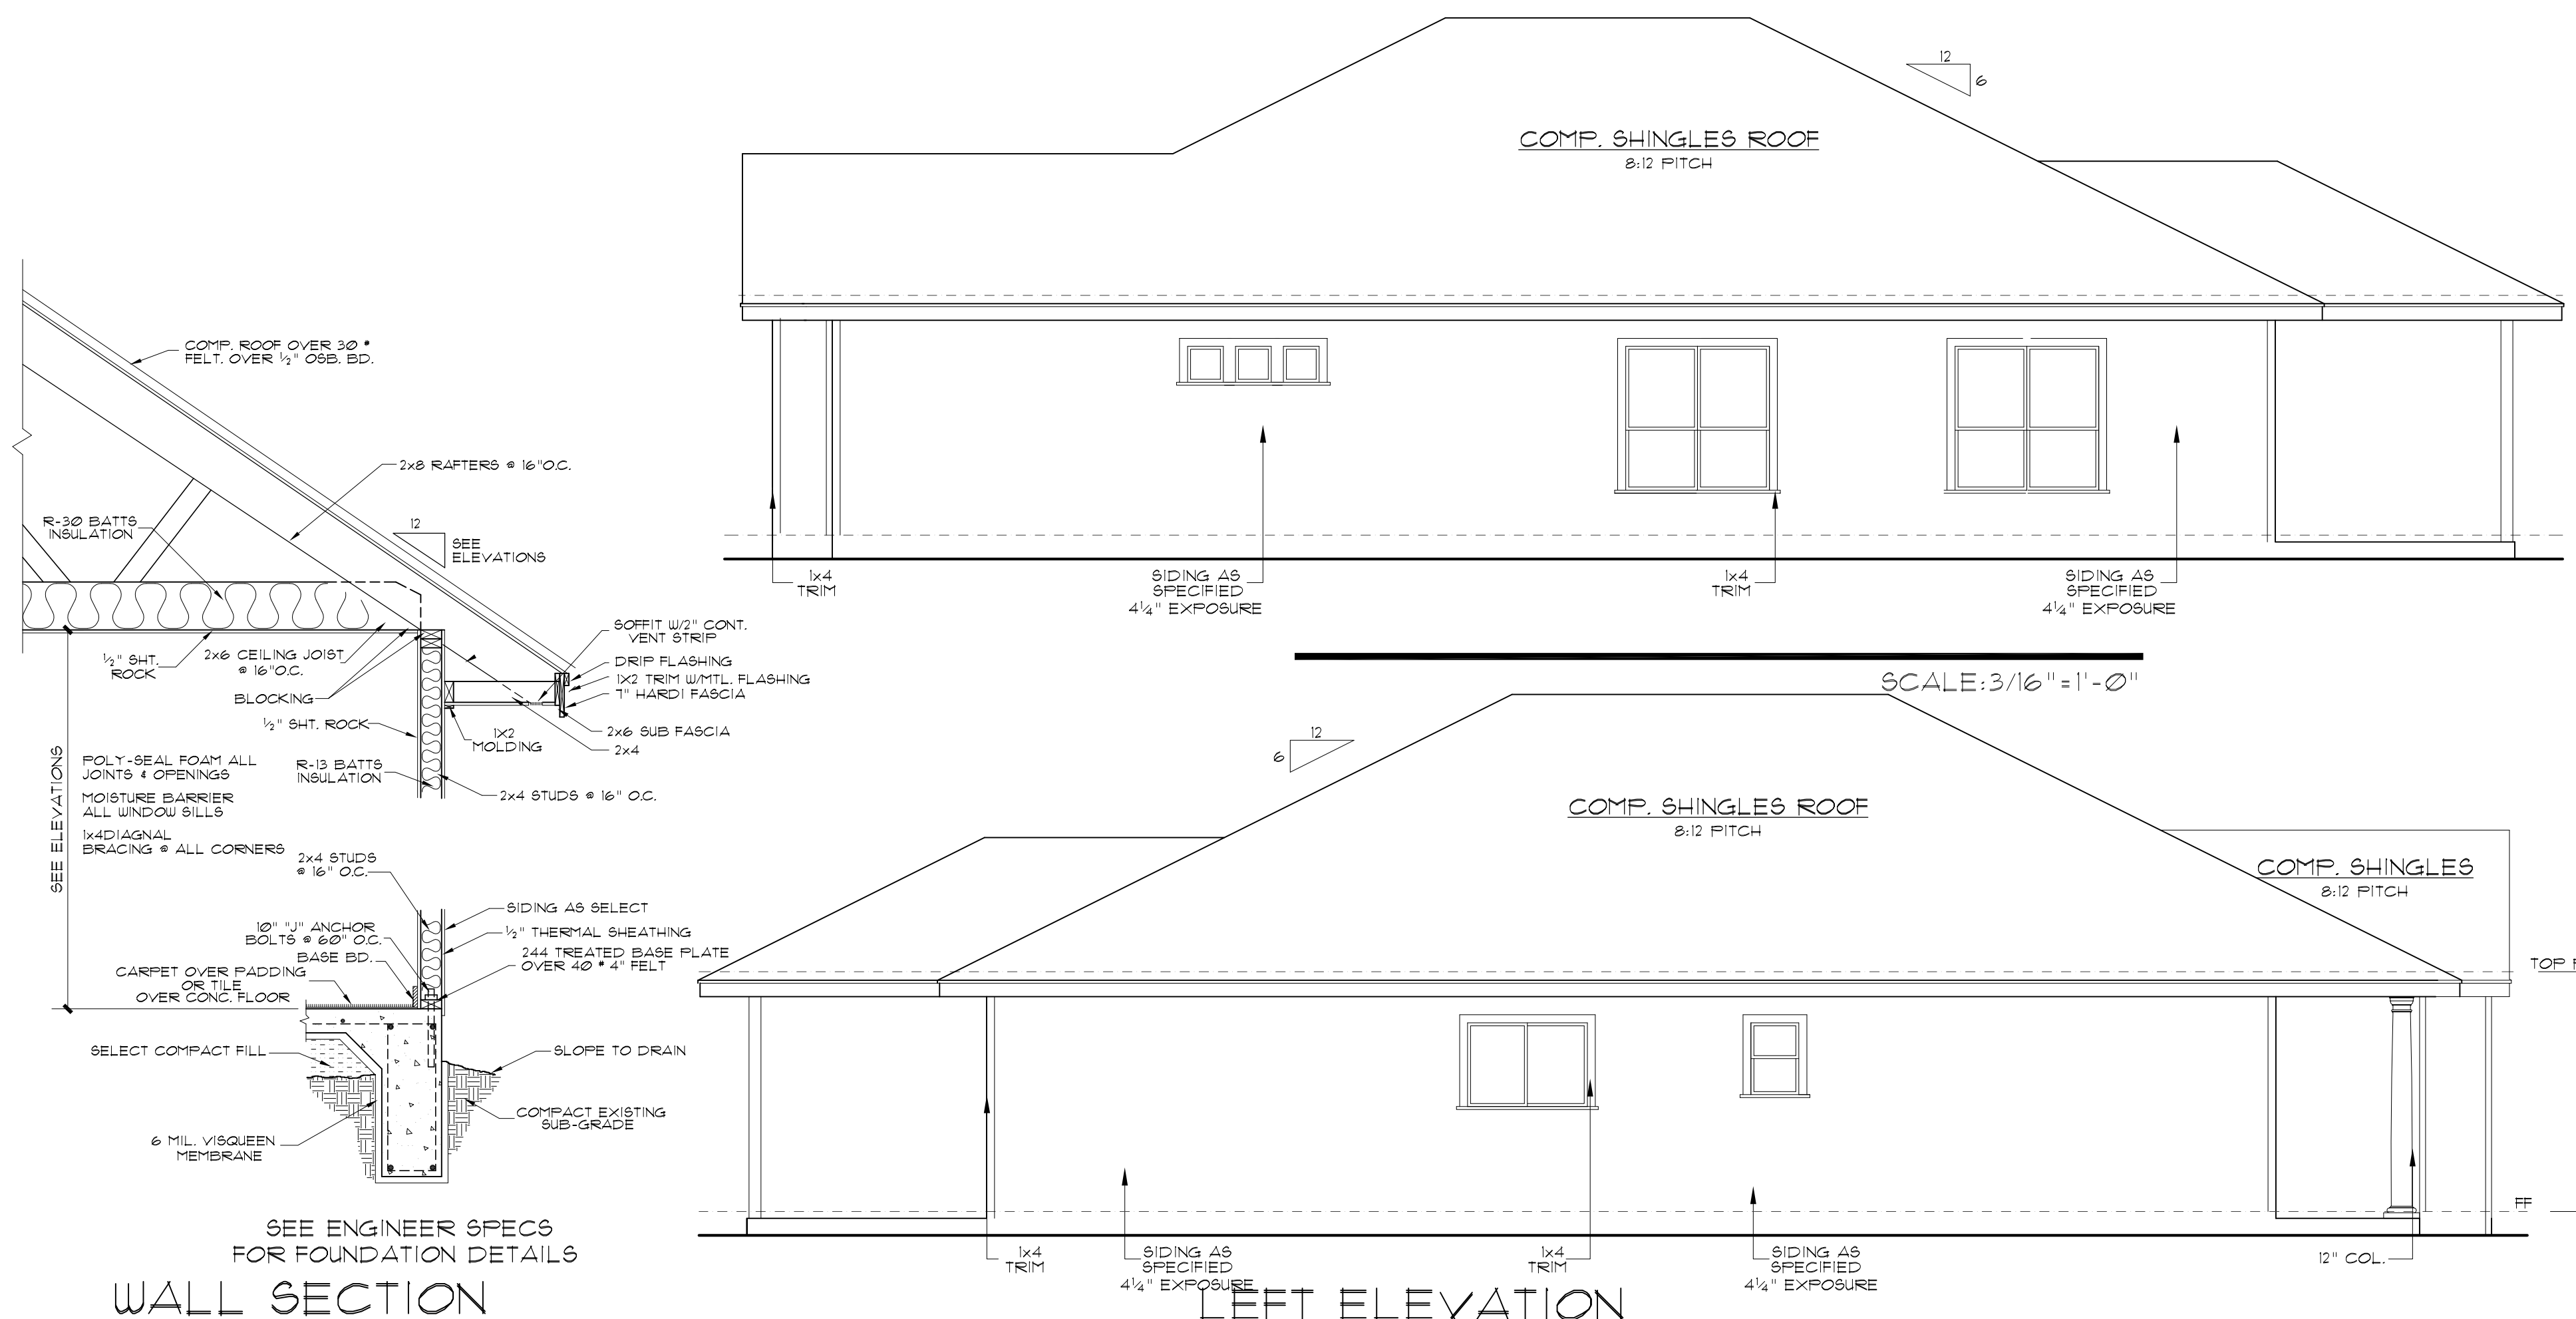 12
6
COMP. SHINGLES ROOF
8:12 PITCH
1x4
TRIM
SIDING AS
SPECIFIED
4¼" EXPOSURE
1x4
TRIM
SIDING AS
SPECIFIED
4¼" EXPOSURE
SCALE:3/16"=1'-0"
COMP. ROOF OVER 30 #
FELT. OVER ½" OSB. BD.
2x8 RAFTERS @ 16"O.C.
R-30 BATTS
INSULATION
12
SEE
ELEVATIONS
½" SHT.
ROCK
2x6 CEILING JOIST
@ 16"O.C.
BLOCKING
½" SHT. ROCK
SOFFIT W/2" CONT.
VENT STRIP
DRIP FLASHING
1X2 TRIM W/MTL. FLASHING
7" HARDI FASCIA
2x6 SUB FASCIA
2x4
1X2
MOLDING
R-13 BATTS
INSULATION
2x4 STUDS @ 16" O.C.
SEE ELEVATIONS
POLY-SEAL FOAM ALL
JOINTS & OPENINGS
MOISTURE BARRIER
ALL WINDOW SILLS
1x4DIAGNAL
BRACING @ ALL CORNERS
2x4 STUDS
@ 16" O.C.
10" "J" ANCHOR
BOLTS @ 60" O.C.
BASE BD.
CARPET OVER PADDING
OR TILE
OVER CONC. FLOOR
SIDING AS SELECT
½" THERMAL SHEATHING
244 TREATED BASE PLATE
OVER 40 # 4" FELT
SELECT COMPACT FILL
SLOPE TO DRAIN
COMPACT EXISTING
SUB-GRADE
6 MIL. VISQUEEN
MEMBRANE
SEE ENGINEER SPECS
FOR FOUNDATION DETAILS
WALL SECTION
12
6
COMP. SHINGLES ROOF
8:12 PITCH
COMP. SHINGLES
8:12 PITCH
TOP
FF
1x4
TRIM
SIDING AS
SPECIFIED
4¼" EXPOSURE
1x4
TRIM
SIDING AS
SPECIFIED
4¼" EXPOSURE
12" COL.
LEFT ELEVATION